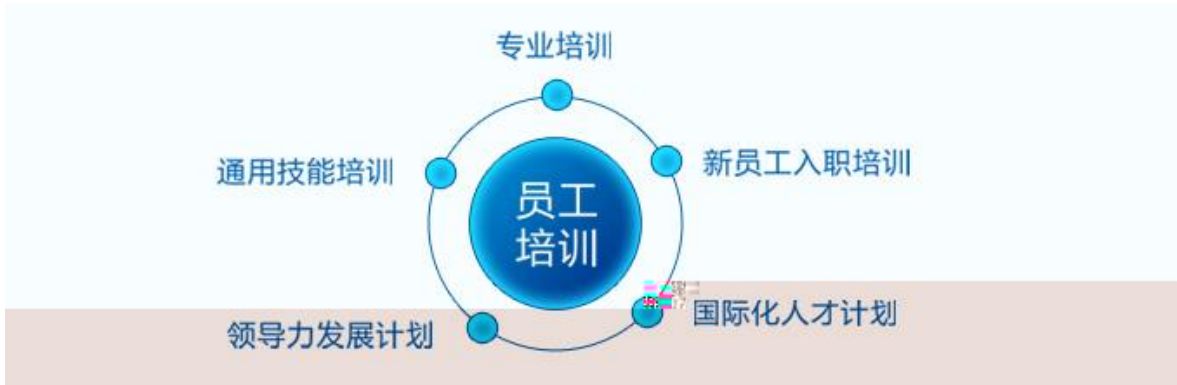 专业培训
通用技能培训
新员工入职培训
员工
培训
领导力发展计划
国际化人才计划